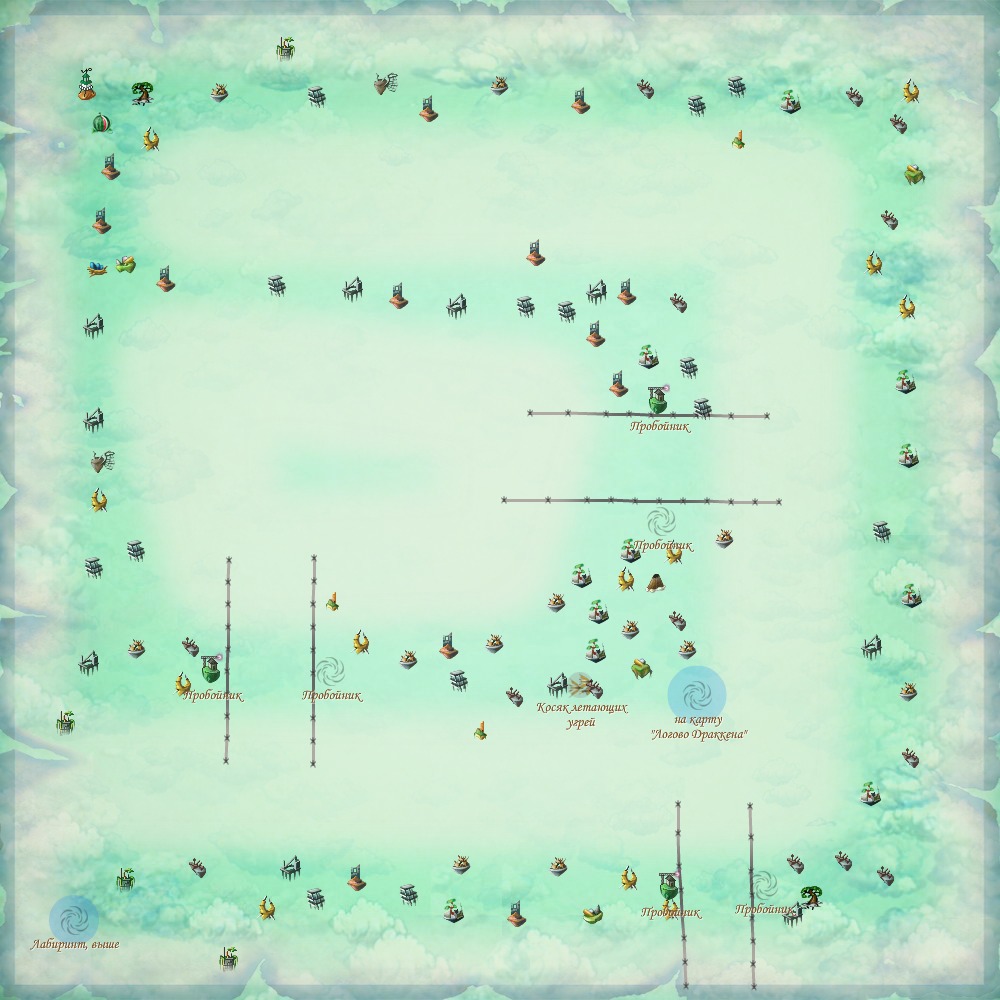 Пробойник
Пробойник
Пробойник
Пробойник
Косяк летающих
угрей
на карту
"Логово Драккена"
Пробойник
Пробойник
Лабиринт, выше